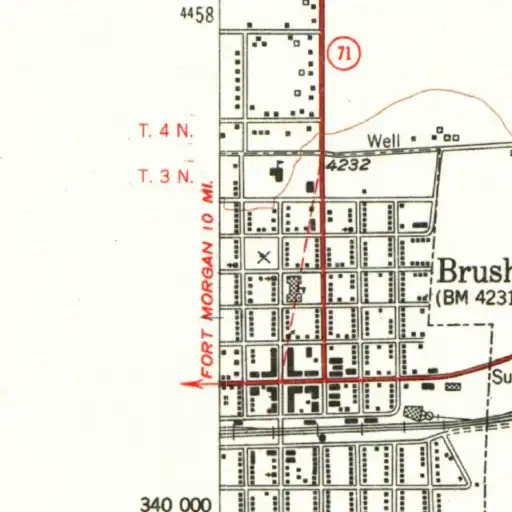 4458
71
T. 4 N.
Well
4232
T. 3 N.
FORT MORGAN 10 MI.
Brush
(BM 4231
Su
340 000